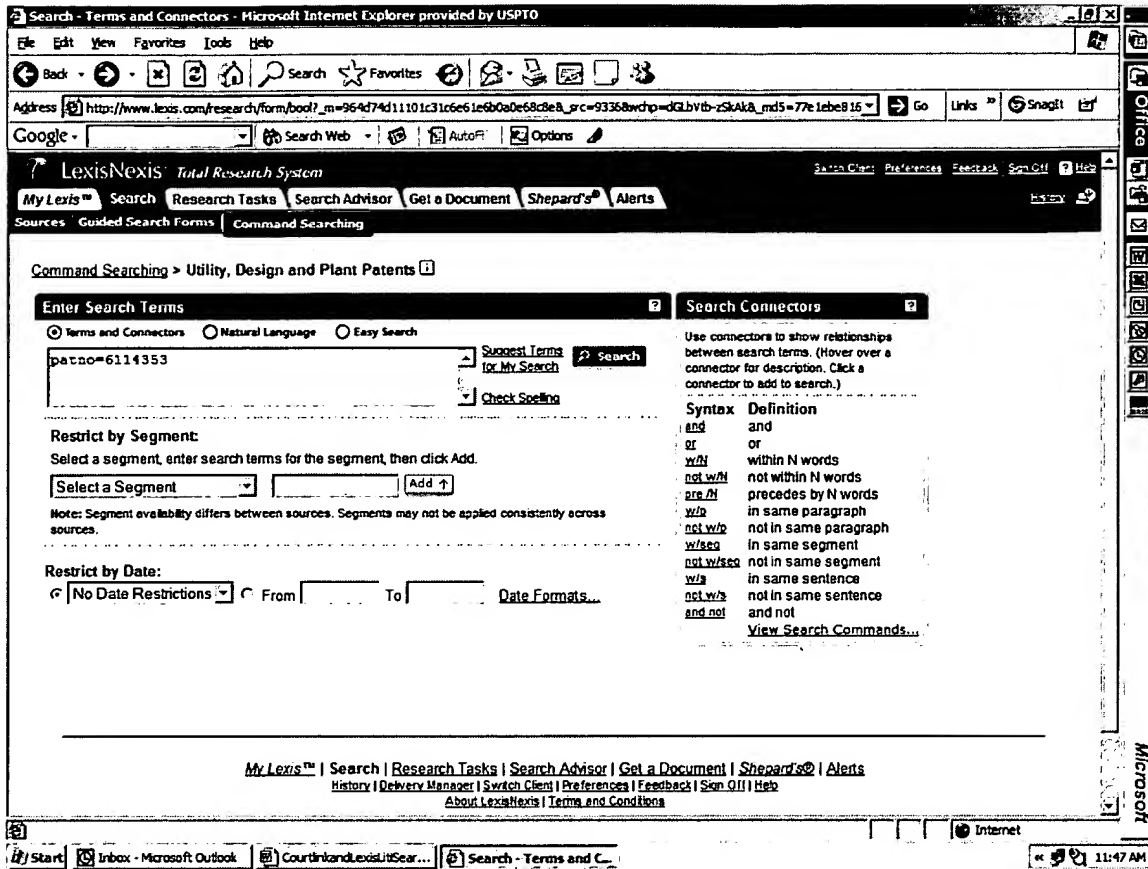 Search - Terms and Connectors - Microsoft Internet Explorer provided by USPTO
File Edit View Favorites Tools Help
Back Search Favorites
Address http://www.lexis.com/research/form/bool?
Go Links » SnagIt
Google - Search Web AutoFill Options
LexisNexis Total Research System
Switch Client Preferences Feedback Sign Off ? Help
My Lexis™ Search Research Tasks Search Advisor Get a Document Shepard's® Alerts
History
Sources Guided Search Forms Command Searching
Command Searching > Utility, Design and Plant Patents i
Enter Search Terms ?
Terms and Connectors Natural Language Easy Search
patno=6114353
Suggest Terms for My Search
Search
Check Spelling
Restrict by Segment:
Select a segment, enter search terms for the segment, then click Add.
Select a Segment Add ↑
Note: Segment availability differs between sources. Segments may not be applied consistently across
sources.
Restrict by Date:
No Date Restrictions From To Date Formats...
Search Connectors ?
Use connectors to show relationships
between search terms. (Hover over a
connector for description. Click a
connector to add to search.)
Syntax Definition
and and
or or
w/N within N words
not w/N not within N words
pre /N precedes by N words
w/p in same paragraph
not w/p not in same paragraph
w/seg in same segment
not w/seg not in same segment
w/s in same sentence
not w/s not in same sentence
and not and not
View Search Commands...
My Lexis™ | Search | Research Tasks | Search Advisor | Get a Document | Shepard's® | Alerts
History | Delivery Manager | Switch Client | Preferences | Feedback | Sign Off | Help
About LexisNexis | Terms and Conditions
Internet
Start Inbox - Microsoft Outlook CourtlinkandLexisLitSear... Search - Terms and C...
« 11:47 AM
Office
Microsoft